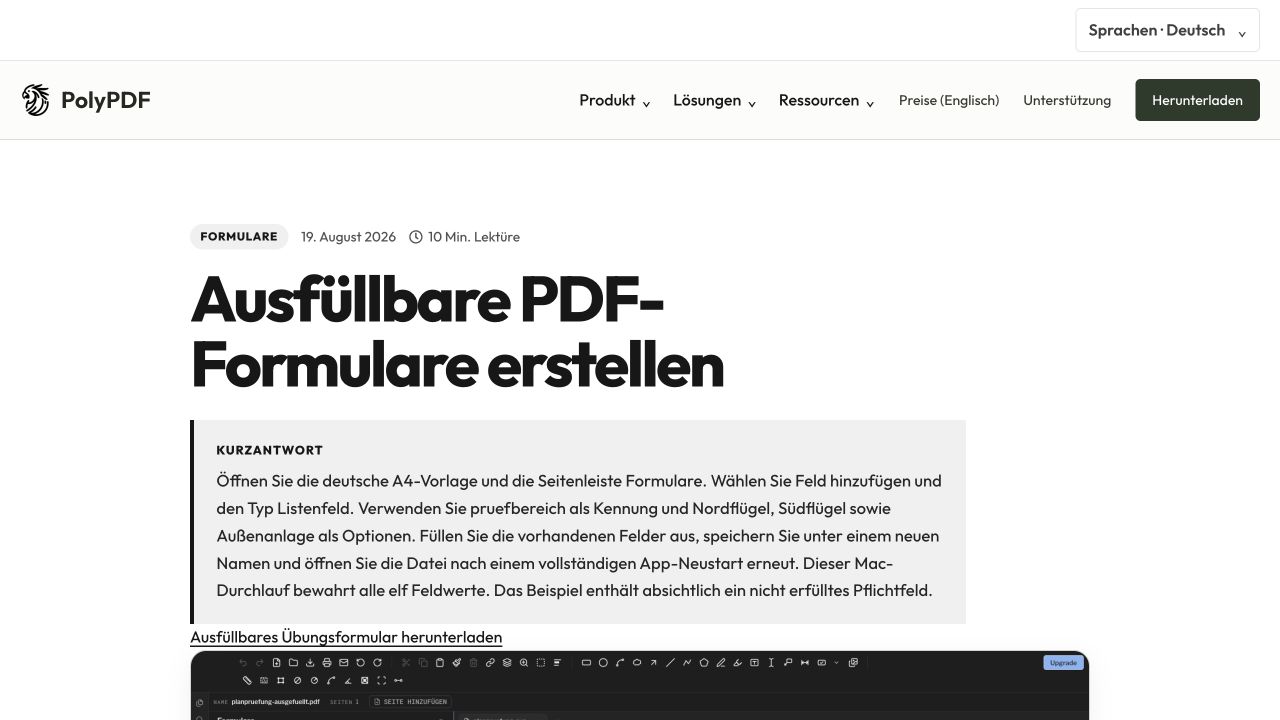 Sprachen · Deutsch
PolyPDF
Produkt
Lösungen
Ressourcen
Preise (Englisch)
Unterstützung
Herunterladen
FORMULARE
19. August 2026
10 Min. Lektüre
Ausfüllbare PDF-
Formulare erstellen
KURZANTWORT
Öffnen Sie die deutsche A4-Vorlage und die Seitenleiste Formulare. Wählen Sie Feld hinzufügen und
den Typ Listenfeld. Verwenden Sie pruefbereich als Kennung und Nordflügel, Südflügel sowie
Außenanlage als Optionen. Füllen Sie die vorhandenen Felder aus, speichern Sie unter einem neuen
Namen und öffnen Sie die Datei nach einem vollständigen App-Neustart erneut. Dieser Mac-
Durchlauf bewahrt alle elf Feldwerte. Das Beispiel enthält absichtlich ein nicht erfülltes Pflichtfeld.
Ausfüllbares Übungsformular herunterladen
Upgrade
NAME planpruefung-ausgefuellt.pdf SEITEN 1 SEITE HINZUFÜGEN